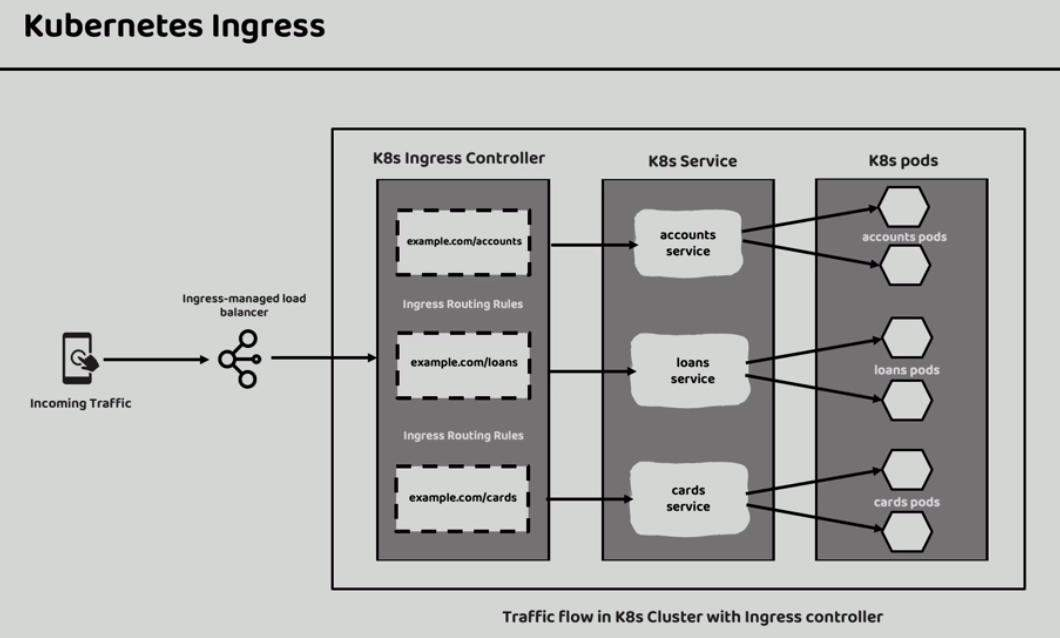 Kubernetes Ingress
K8s Ingress Controller
K8s Service
K8s pods
example.com/accounts
accounts
service
accounts pods
Ingress Routing Rules
Ingress-managed load
balancer
Incoming Traffic
example.com/loans
loans
service
loans pods
Ingress Routing Rules
example.com/cards
cards
service
cards pods
Traffic flow in K8s Cluster with Ingress controller